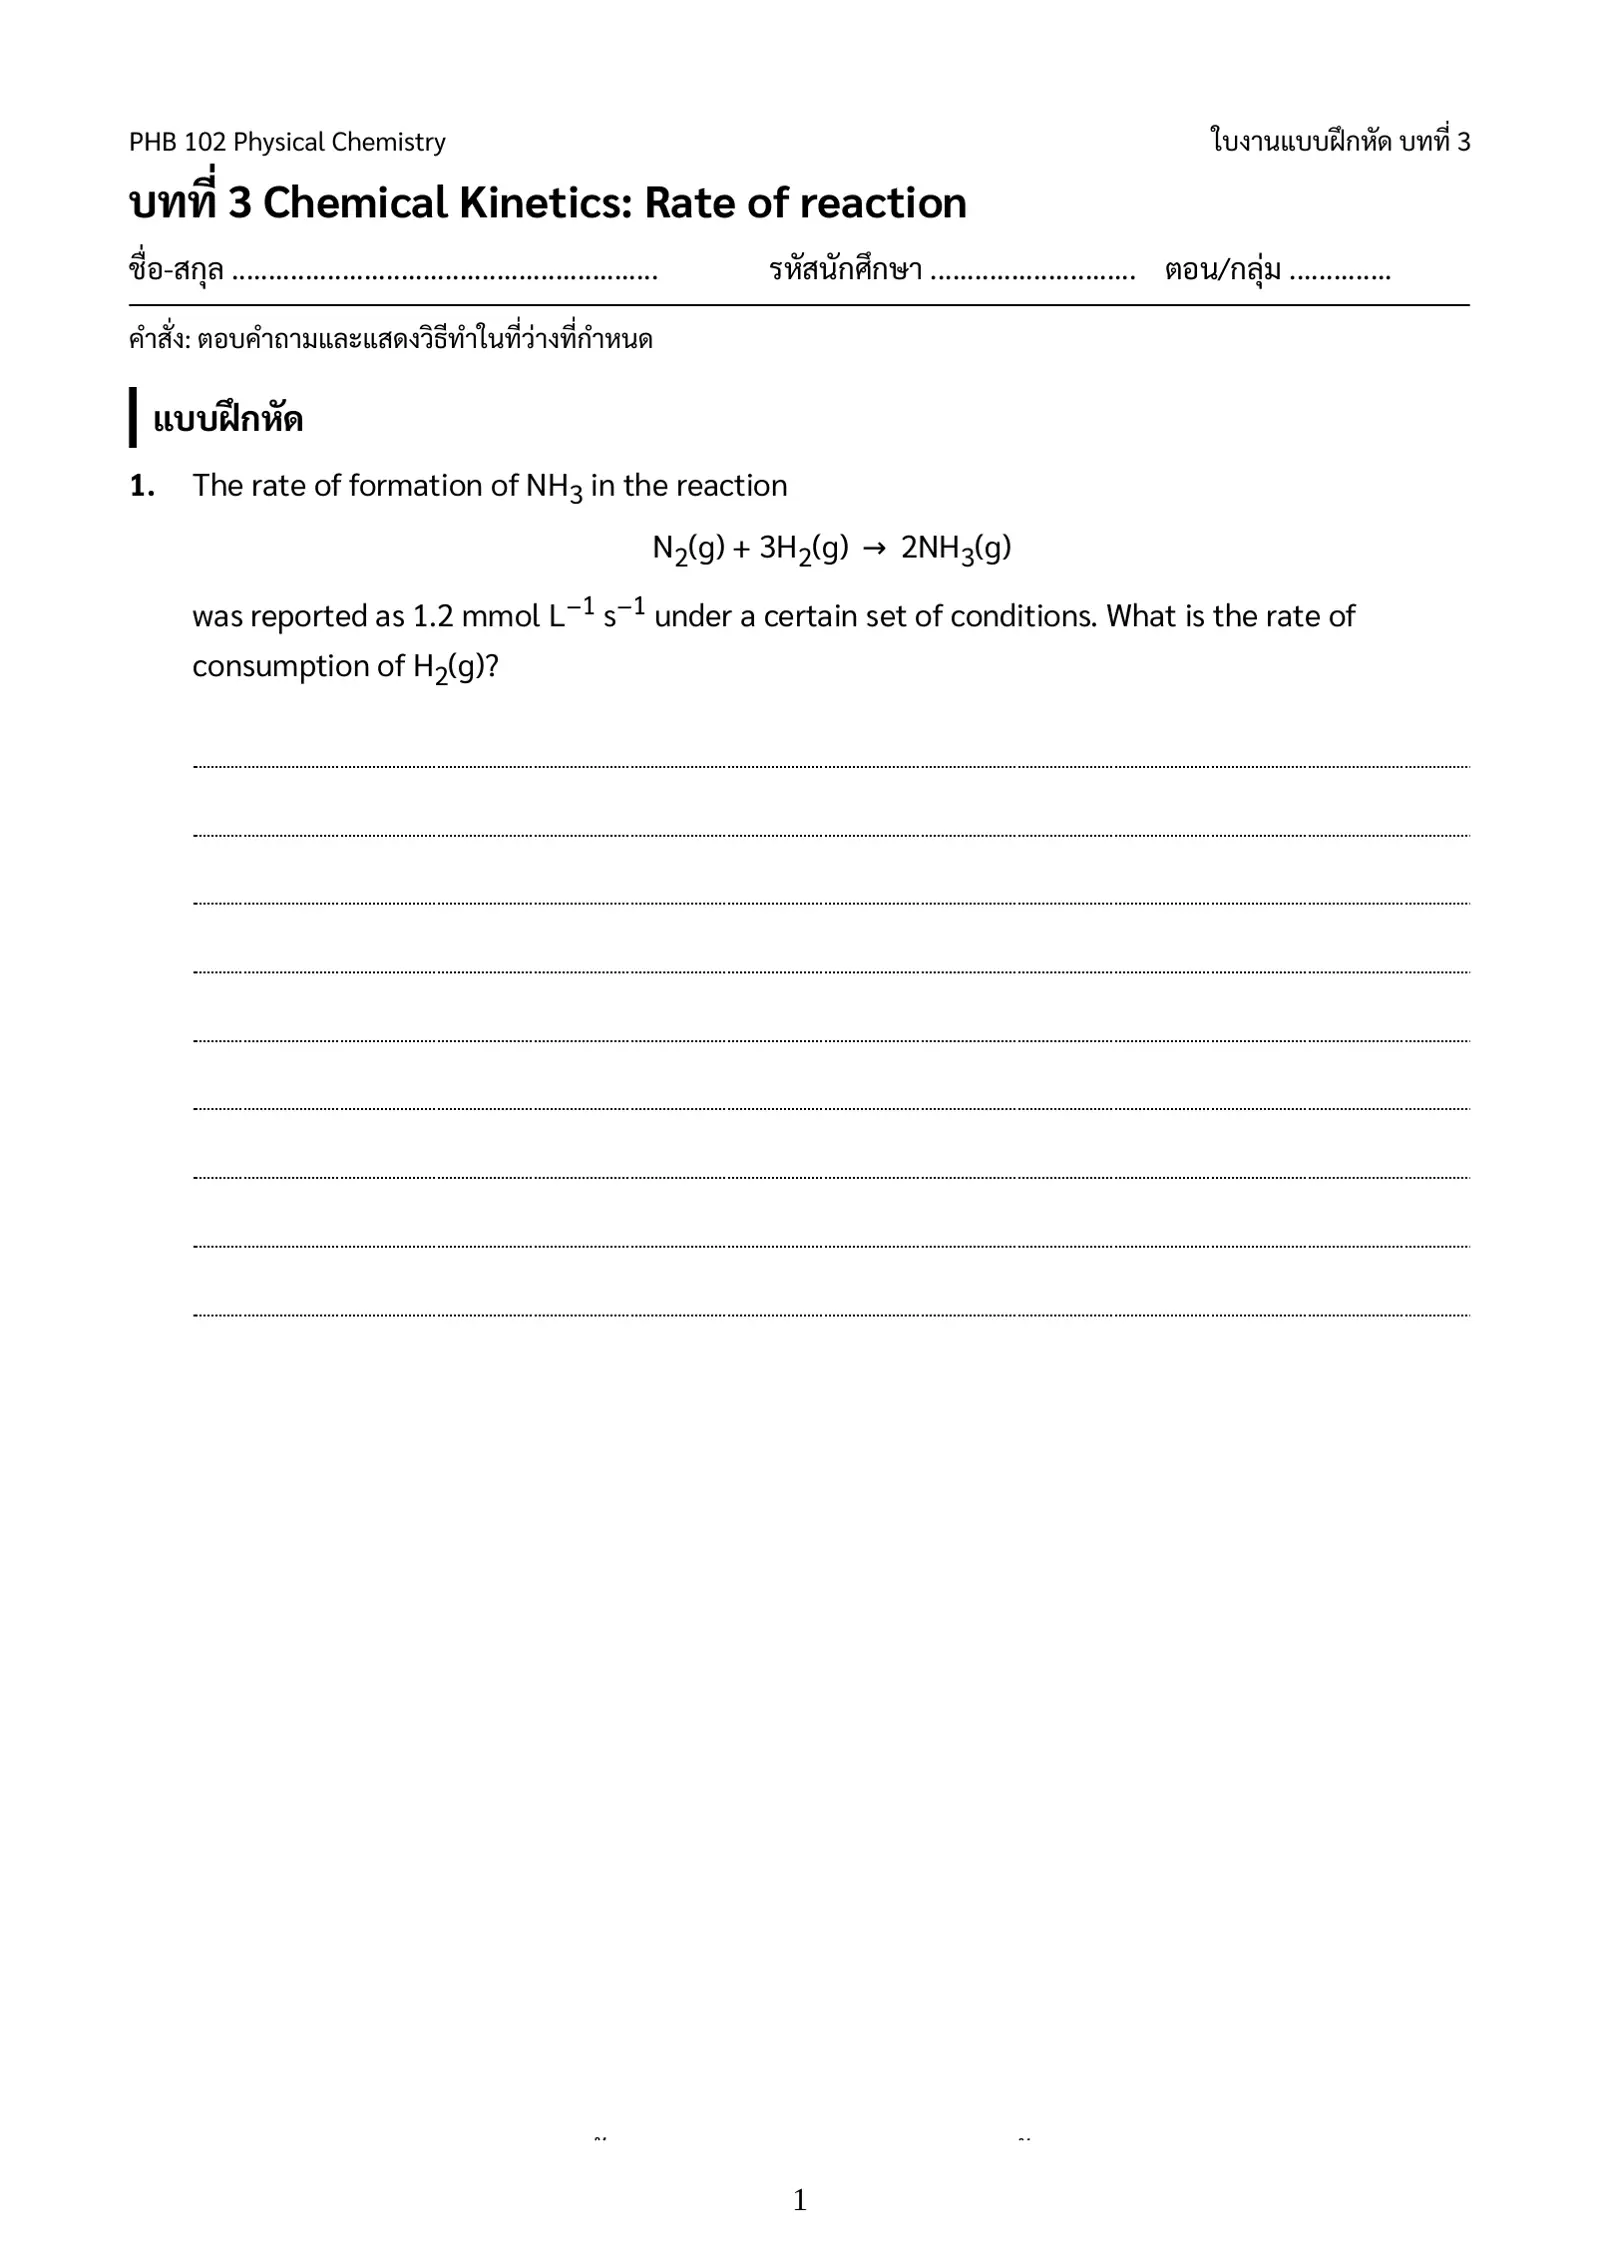 PHB 102 Physical Chemistry ใบงานแบบฝึกหัด บทที่ 3
บทที่ 3 Chemical Kinetics: Rate of reaction
ชื่อ-สกุล .......................................................... รหัสนักศึกษา ............................ ตอน/กลุ่ม ..............
คำสั่ง: ตอบคำถามและแสดงวิธีทำในที่ว่างที่กำหนด
แบบฝึกหัด
1. The rate of formation of NH₃ in the reaction
N₂(g) + 3H₂(g) → 2NH₃(g)
was reported as 1.2 mmol L⁻¹ s⁻¹ under a certain set of conditions. What is the rate of
consumption of H₂(g)?
1